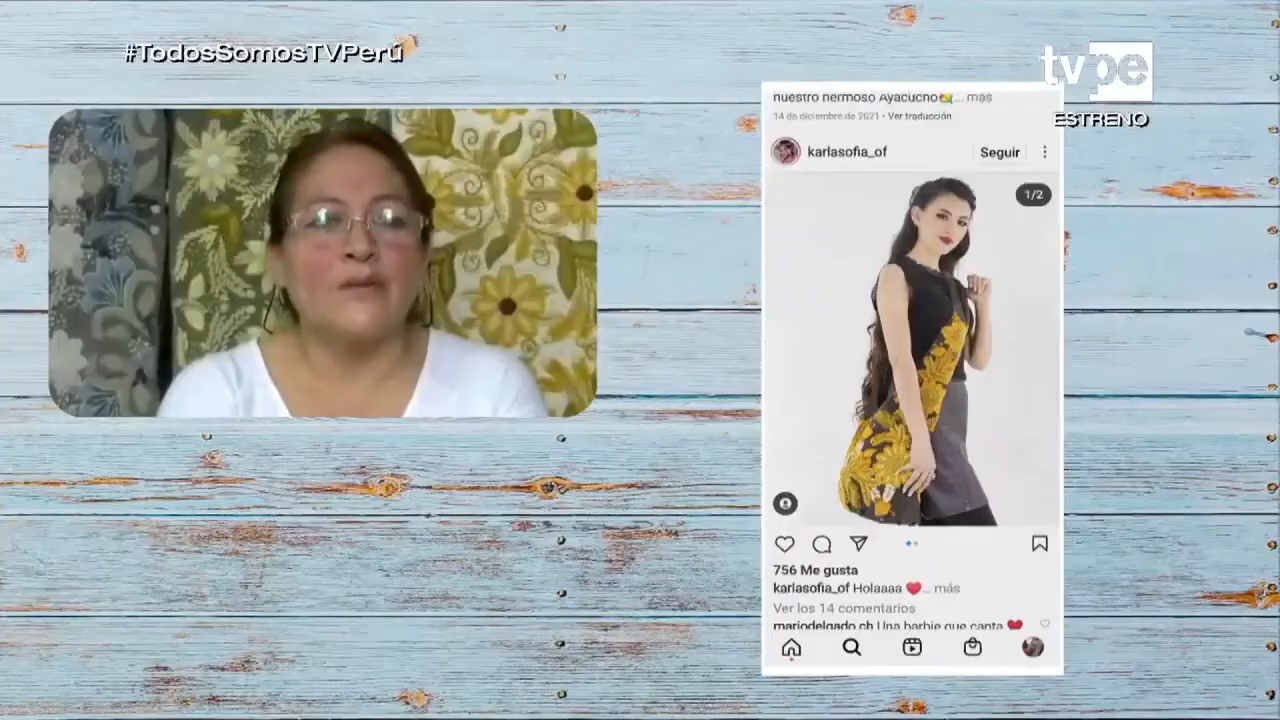 #TodosSomosTVPerú
tvpe
ESTRENO
nuestro hermoso Ayacucho... más
14 de diciembre de 2021 • Ver traducción
karlasofia_of
Seguir
1/2
756 Me gusta
karlasofia_of Holaaaa ❤️... más
Ver los 14 comentarios
mariodelgado.ch Una barbie que canta ❤️